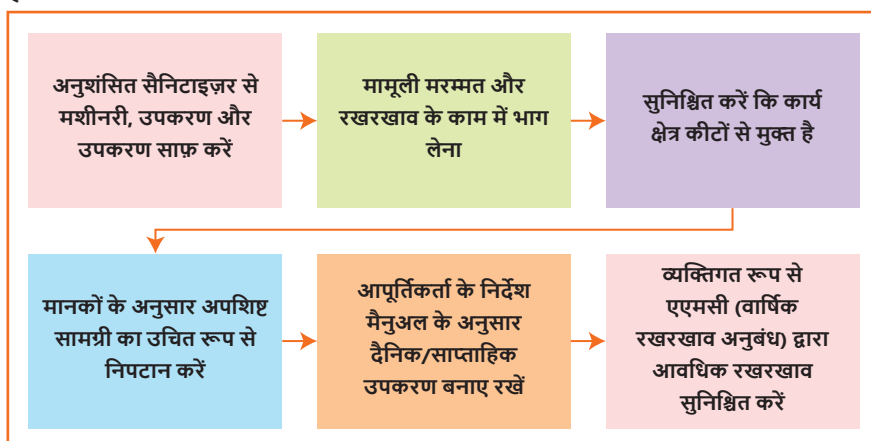 अनुशंसित सैनिटाइज़र से
मशीनरी, उपकरण और
उपकरण साफ़ करें
मामूली मरम्मत और
रखरखाव के काम में भाग
लेना
सुनिश्चित करें कि कार्य
क्षेत्र कीटों से मुक्त है
मानकों के अनुसार अपशिष्ट
सामग्री का उचित रूप से
निपटान करें
आपूर्तिकर्ता के निर्देश
मैनुअल के अनुसार
दैनिक/साप्ताहिक
उपकरण बनाए रखें
व्यक्तिगत रूप से
एएमसी (वार्षिक
रखरखाव अनुबंध) द्वारा
आवधिक रखरखाव
सुनिश्चित करें